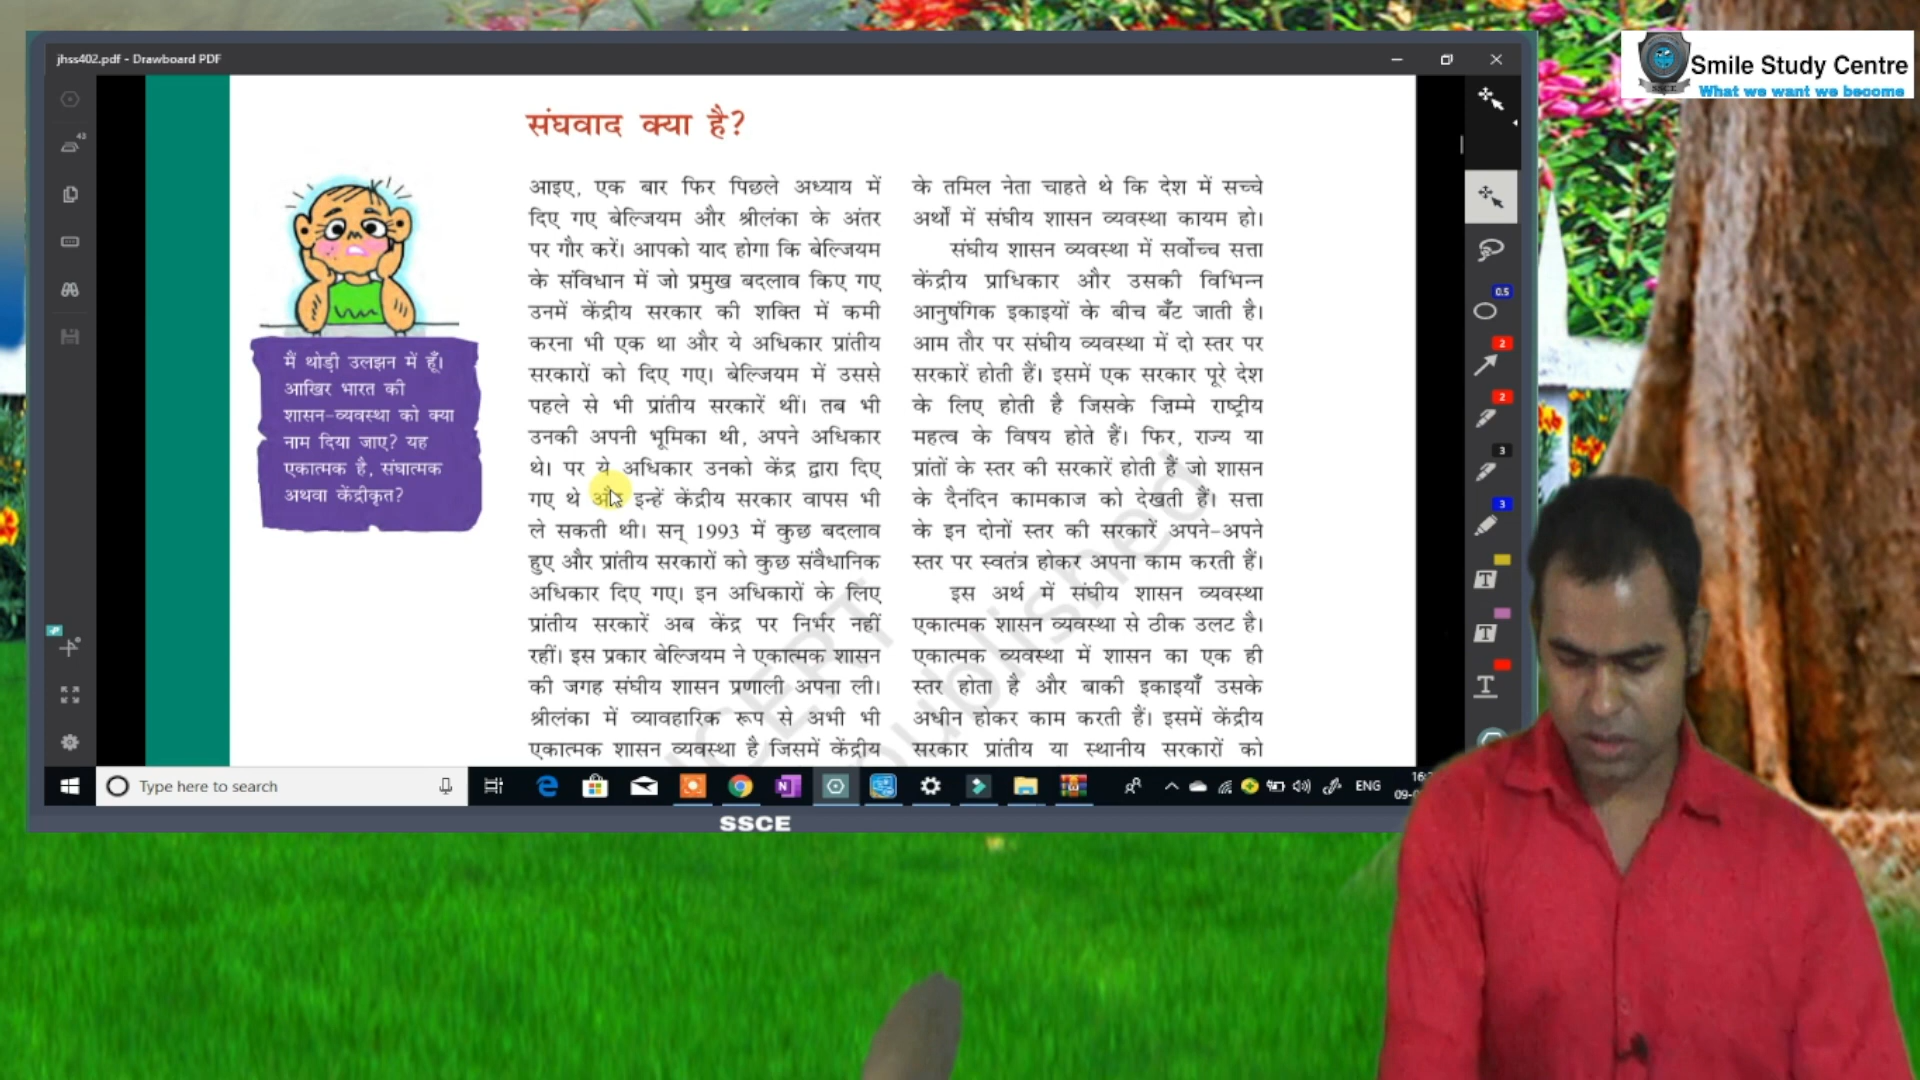 jhss402.pdf - Drawboard PDF
Smile Study Centre
What we want we become
SSCE
संघवाद क्या है?
मैं थोड़ी उलझन में हूँ।
आखिर भारत की
शासन-व्यवस्था को क्या
नाम दिया जाए? यह
एकात्मक है, संघात्मक
अथवा केंद्रीकृत?
आइए, एक बार फिर पिछले अध्याय में
दिए गए बेल्जियम और श्रीलंका के अंतर
पर गौर करें। आपको याद होगा कि बेल्जियम
के संविधान में जो प्रमुख बदलाव किए गए
उनमें केंद्रीय सरकार की शक्ति में कमी
करना भी एक था और ये अधिकार प्रांतीय
सरकारों को दिए गए। बेल्जियम में उससे
पहले से भी प्रांतीय सरकारें थीं। तब भी
उनकी अपनी भूमिका थी, अपने अधिकार
थे। पर ये अधिकार उनको केंद्र द्वारा दिए
गए थे और इन्हें केंद्रीय सरकार वापस भी
ले सकती थी। सन् 1993 में कुछ बदलाव
हुए और प्रांतीय सरकारों को कुछ संवैधानिक
अधिकार दिए गए। इन अधिकारों के लिए
प्रांतीय सरकारें अब केंद्र पर निर्भर नहीं
रहीं। इस प्रकार बेल्जियम ने एकात्मक शासन
की जगह संघीय शासन प्रणाली अपना ली।
श्रीलंका में व्यावहारिक रूप से अभी भी
एकात्मक शासन व्यवस्था है जिसमें केंद्रीय
के तमिल नेता चाहते थे कि देश में सच्चे
अर्थों में संघीय शासन व्यवस्था कायम हो।
संघीय शासन व्यवस्था में सर्वोच्च सत्ता
केंद्रीय प्राधिकार और उसकी विभिन्न
आनुषंगिक इकाइयों के बीच बँट जाती है।
आम तौर पर संघीय व्यवस्था में दो स्तर पर
सरकारें होती हैं। इसमें एक सरकार पूरे देश
के लिए होती है जिसके ज़िम्मे राष्ट्रीय
महत्व के विषय होते हैं। फिर, राज्य या
प्रांतों के स्तर की सरकारें होती हैं जो शासन
के दैनंदिन कामकाज को देखती हैं। सत्ता
के इन दोनों स्तर की सरकारें अपने-अपने
स्तर पर स्वतंत्र होकर अपना काम करती हैं।
इस अर्थ में संघीय शासन व्यवस्था
एकात्मक शासन व्यवस्था से ठीक उलट है।
एकात्मक व्यवस्था में शासन का एक ही
स्तर होता है और बाकी इकाइयाँ उसके
अधीन होकर काम करती हैं। इसमें केंद्रीय
सरकार प्रांतीय या स्थानीय सरकारों को
43
0.5
2
2
3
3
Type here to search
ENG
SSCE